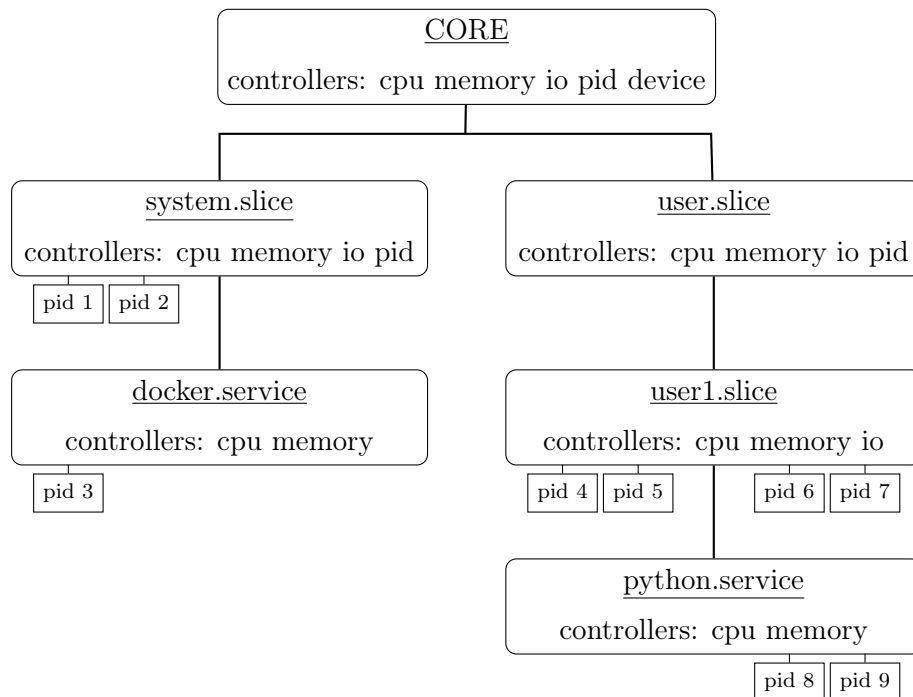 CORE
controllers: cpu memory io pid device
system.slice
controllers: cpu memory io pid
pid 1
pid 2
user.slice
controllers: cpu memory io pid
docker.service
controllers: cpu memory
pid 3
user1.slice
controllers: cpu memory io
pid 4
pid 5
pid 6
pid 7
python.service
controllers: cpu memory
pid 8
pid 9